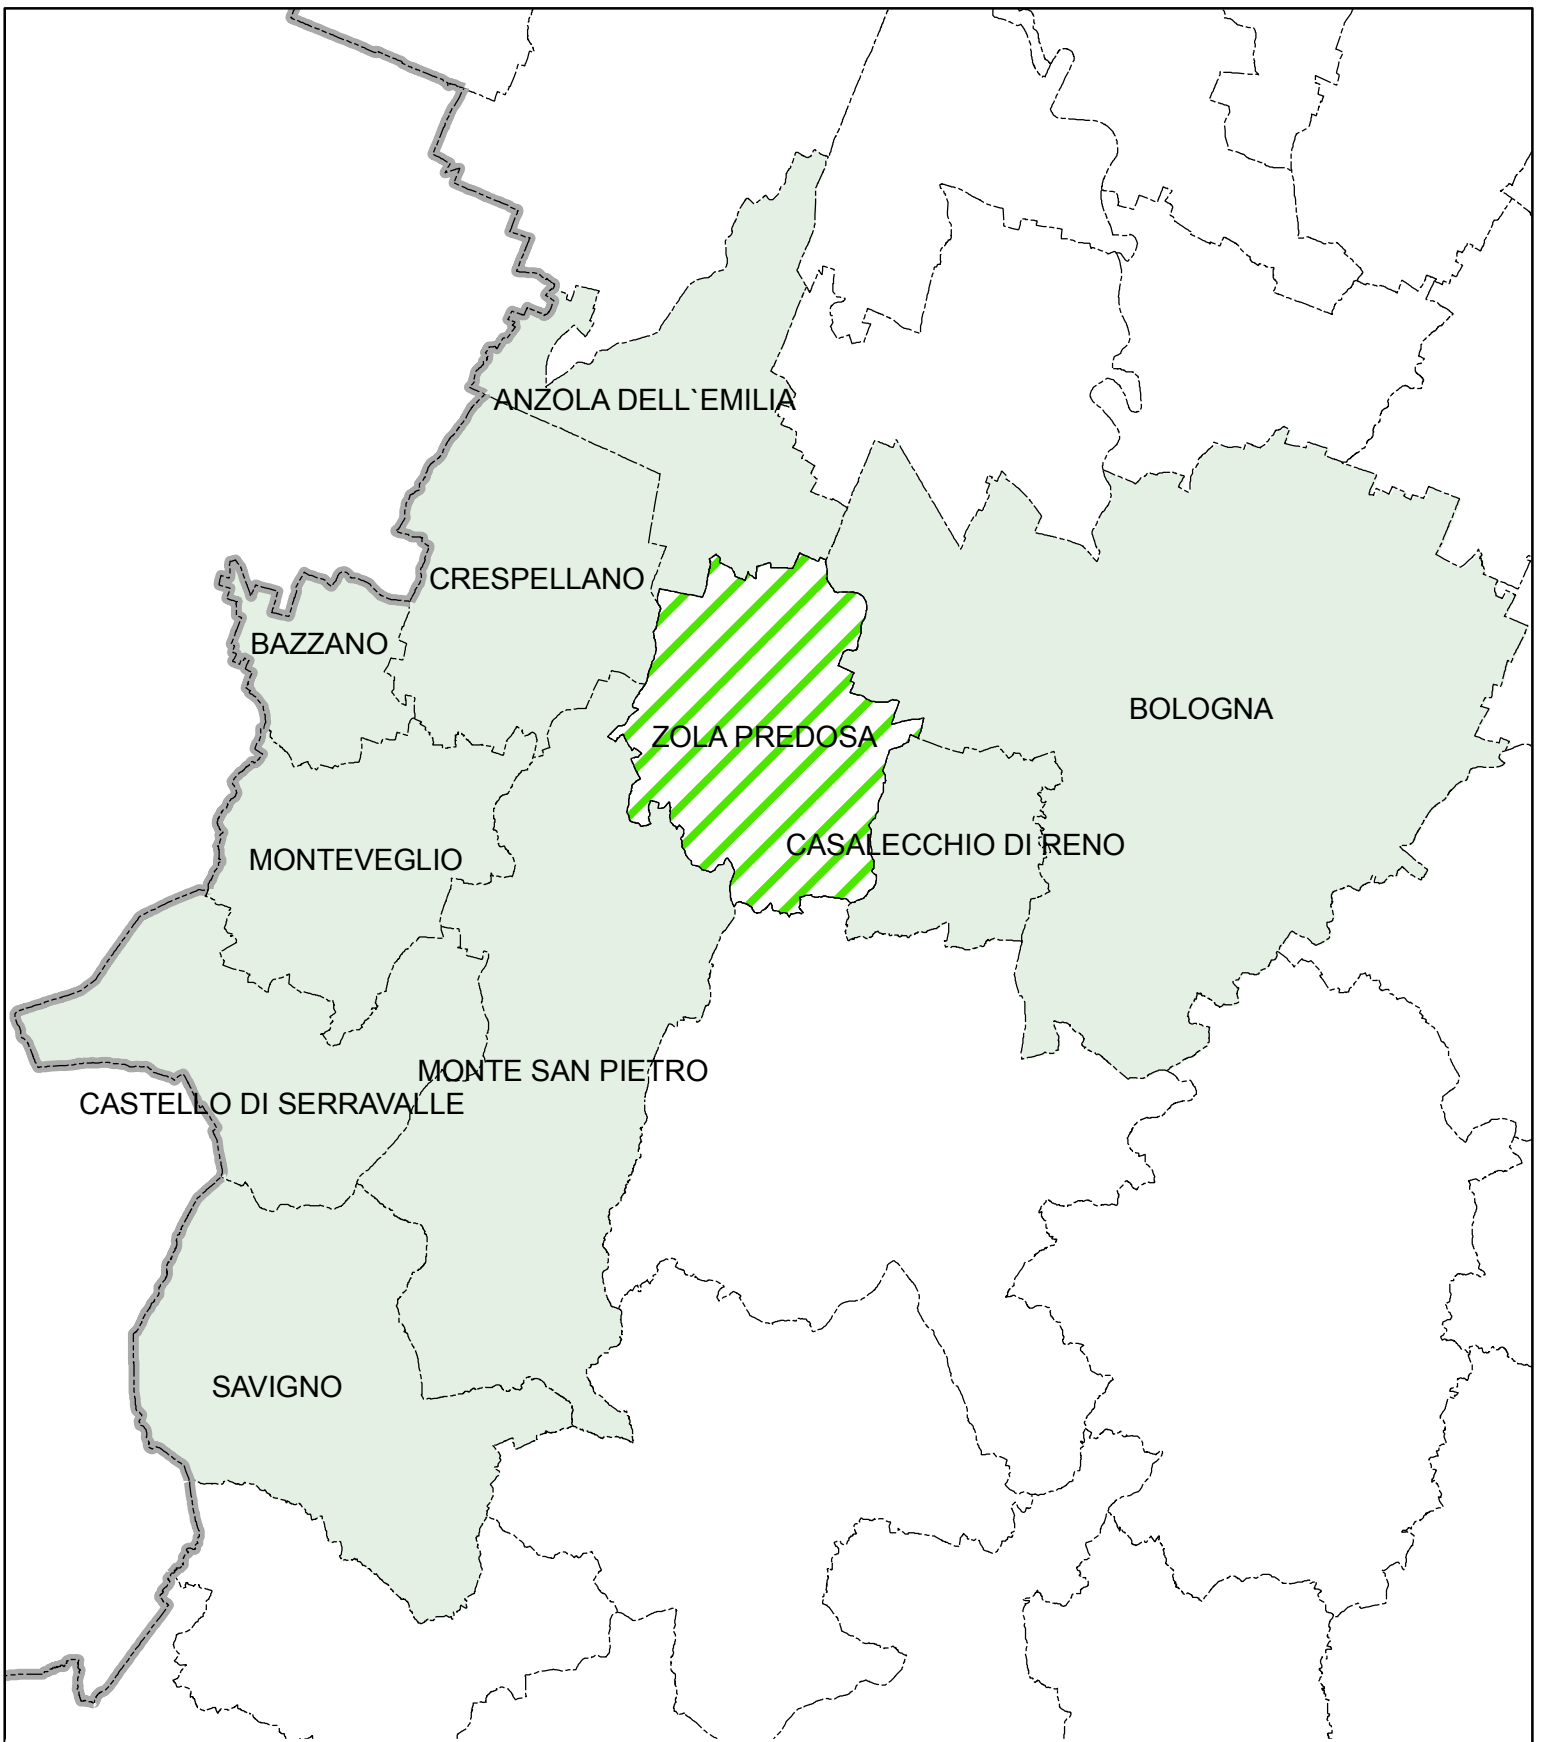 ANZOLA DELL`EMILIA
CRESPELLANO
BAZZANO
BOLOGNA
ZOLA PREDOSA
CASALECCHIO DI RENO
MONTEVEGLIO
MONTE SAN PIETRO
CASTELLO DI SERRAVALLE
SAVIGNO